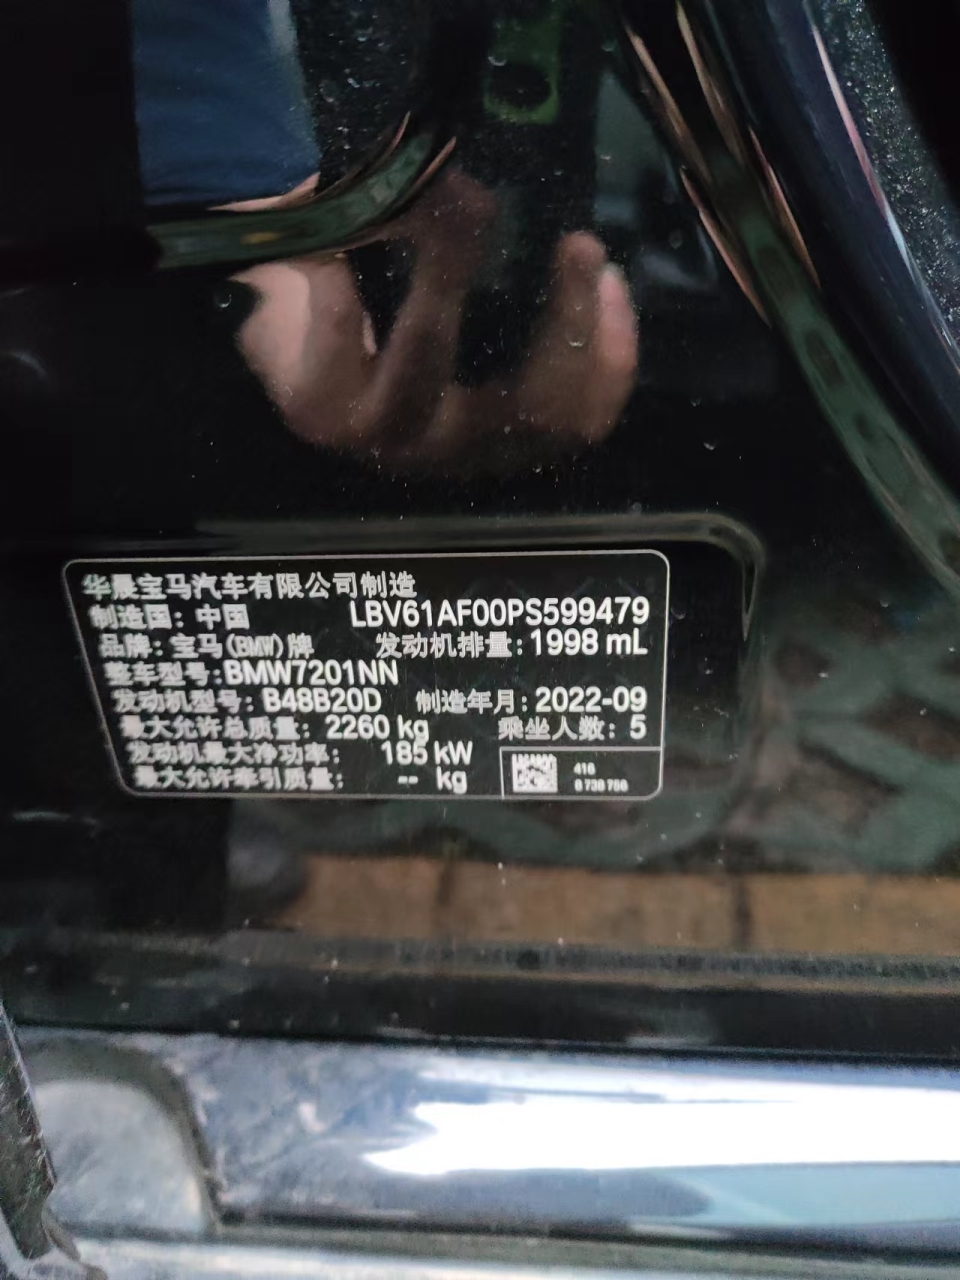 华晨宝马汽车有限公司制造
制造国: 中国 LBV61AF00PS599479
品牌: 宝马(BMW)牌 发动机排量: 1998 mL
整车型号: BMW7201NN
发动机型号: B48B20D 制造年月: 2022-09
最大允许总质量: 2260 kg 乘坐人数: 5
发动机最大净功率: 185 kW
最大允许牵引质量: -- kg
416